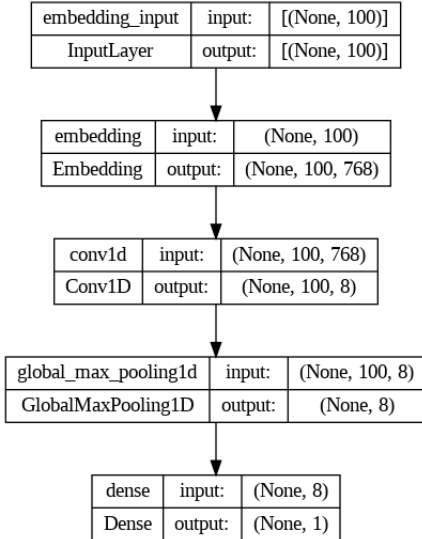 embedding_input input: [(None, 100)]
InputLayer output: [(None, 100)]
embedding input: (None, 100)
Embedding output: (None, 100, 768)
conv1d input: (None, 100, 768)
Conv1D output: (None, 100, 8)
global_max_pooling1d input: (None, 100, 8)
GlobalMaxPooling1D output: (None, 8)
dense input: (None, 8)
Dense output: (None, 1)